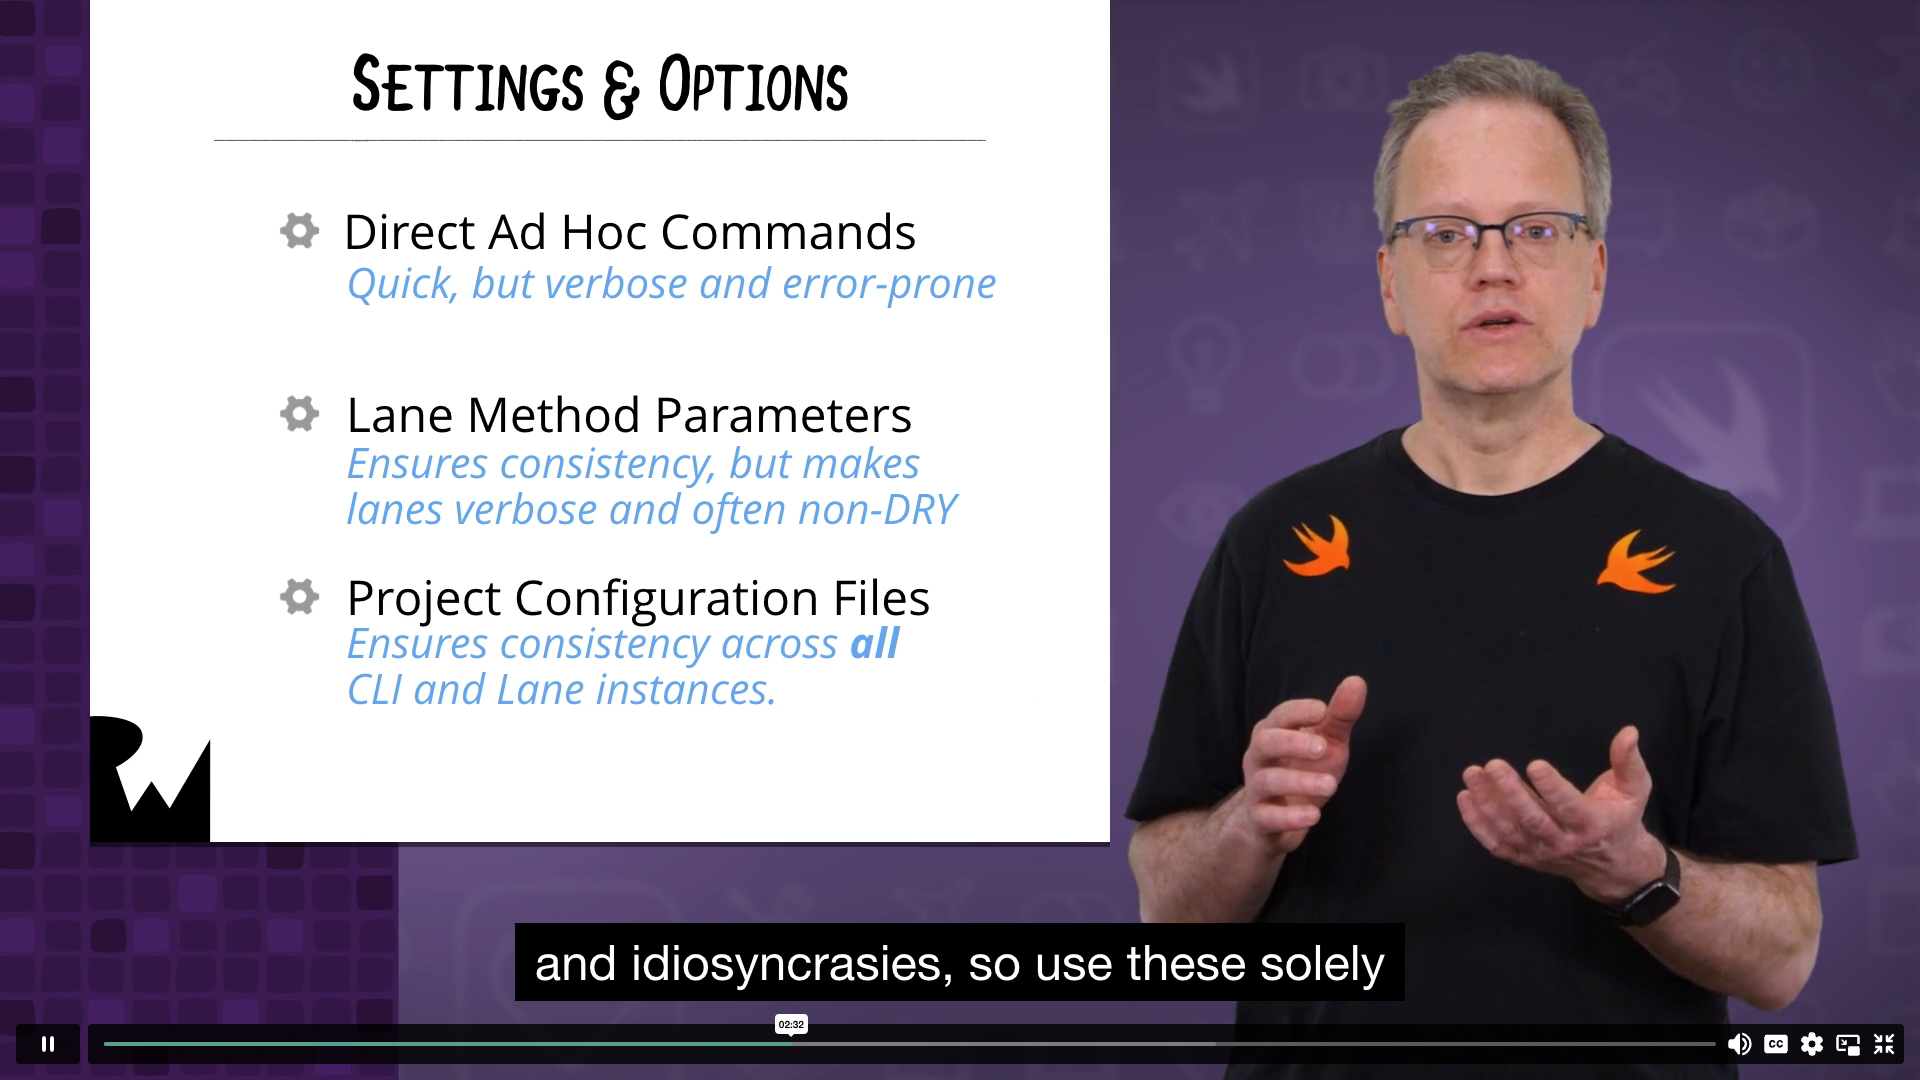 SETTINGS & OPTIONS
Direct Ad Hoc Commands
Quick, but verbose and error-prone
Lane Method Parameters
Ensures consistency, but makes
lanes verbose and often non-DRY
Project Configuration Files
Ensures consistency across all
CLI and Lane instances.
RW
and idiosyncrasies, so use these solely
02:32
CC